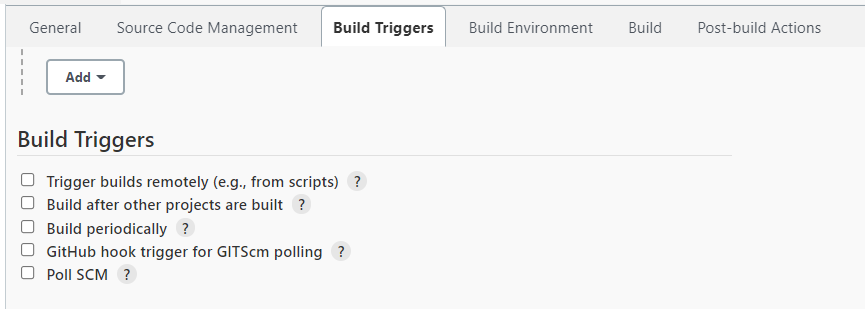 General Source Code Management Build Triggers Build Environment Build Post-build Actions
Add
Build Triggers
Trigger builds remotely (e.g., from scripts) ?
Build after other projects are built ?
Build periodically ?
GitHub hook trigger for GITScm polling ?
Poll SCM ?